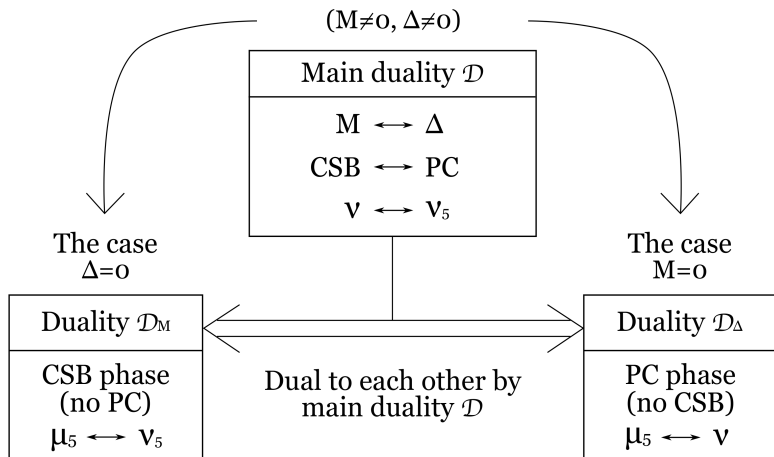 (M≠0, Δ≠0)
Main duality 𝒟
M ⟷ Δ
CSB ⟷ PC
ν ⟷ ν₅
The case
Δ=0
The case
M=0
Duality 𝒟ᴍ
CSB phase
(no PC)
μ₅ ⟷ ν₅
Dual to each other by
main duality 𝒟
Duality 𝒟Δ
PC phase
(no CSB)
μ₅ ⟷ ν